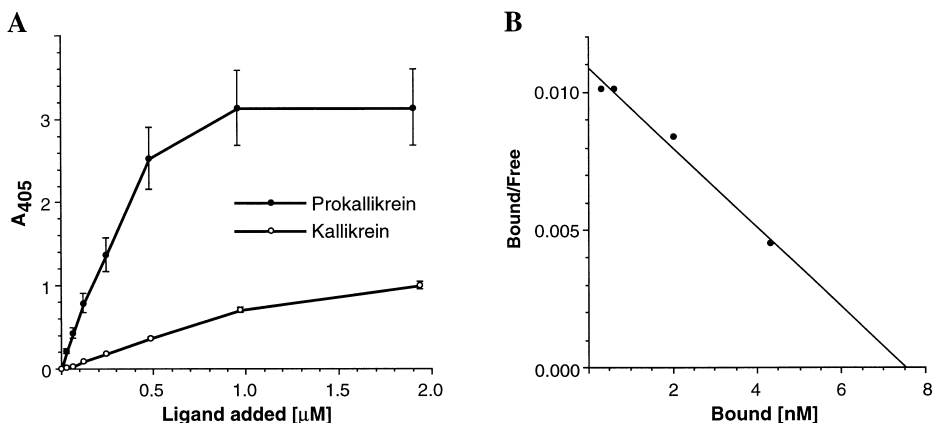 A
3
2
1
0
A405
Prokallikrein
Kallikrein
0.5
1.0
1.5
2.0
Ligand added [µM]
B
0.010
0.005
0.000
Bound/Free
2
4
6
8
Bound [nM]